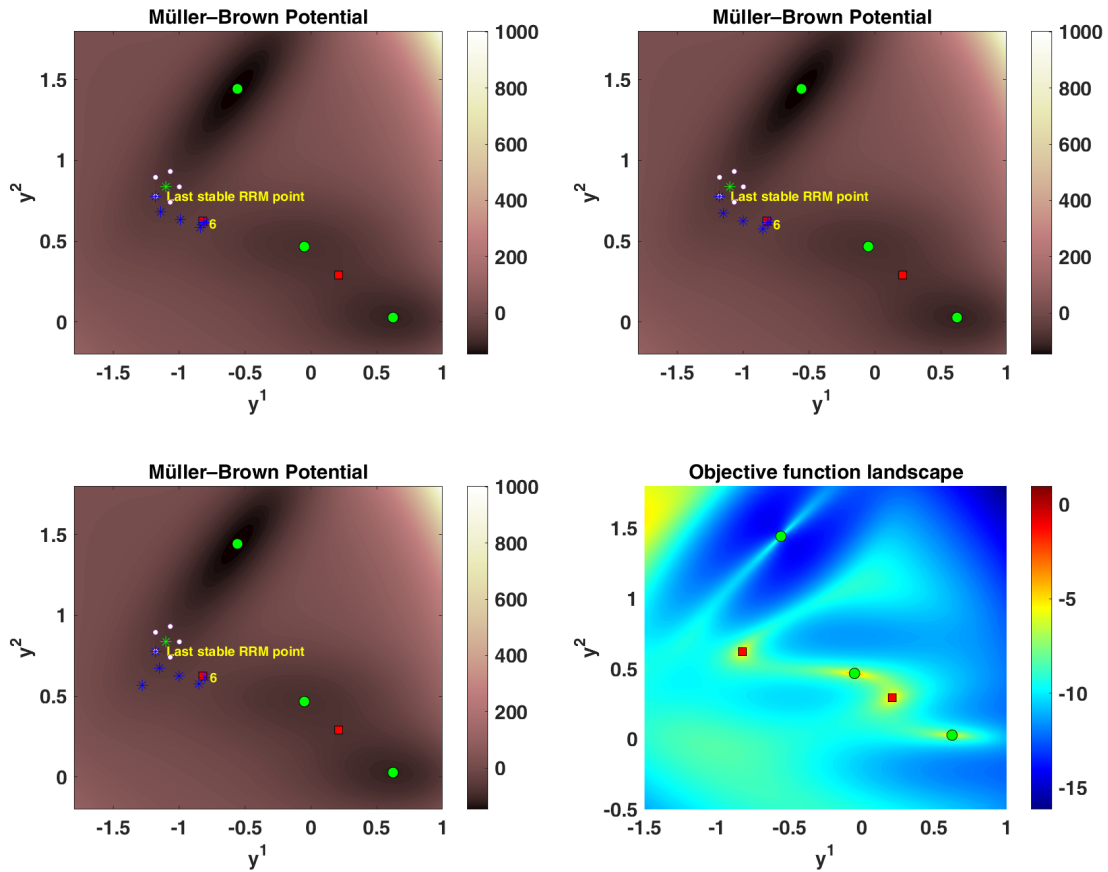 Müller–Brown Potential
1.5
1
0.5
0
y²
-1.5 -1 -0.5 0 0.5 1
y¹
1000
800
600
400
200
0
Last stable RRM point
6
Müller–Brown Potential
1.5
1
0.5
0
y²
-1.5 -1 -0.5 0 0.5 1
y¹
1000
800
600
400
200
0
Last stable RRM point
6
Müller–Brown Potential
1.5
1
0.5
0
y²
-1.5 -1 -0.5 0 0.5 1
y¹
1000
800
600
400
200
0
Last stable RRM point
6
Objective function landscape
1.5
1
0.5
0
-0.5
y²
-1.5 -1 -0.5 0 0.5 1
y¹
0
-5
-10
-15